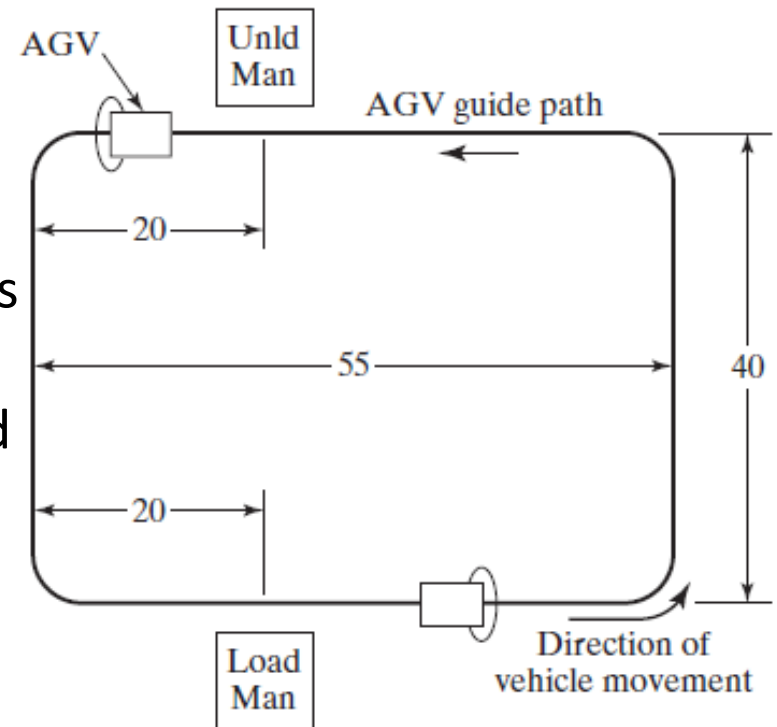 AGV
Unld
Man
AGV guide path
20
s
55
40
d
20
Load
Man
Direction of
vehicle movement